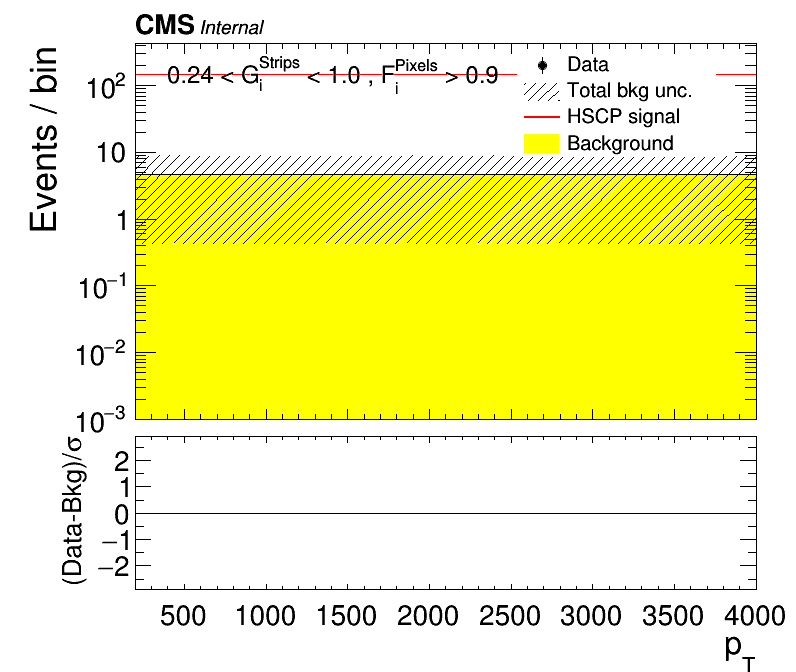 CMS Internal
Events / bin
0.24 < G_i^Strips < 1.0 , F_i^Pixels > 0.9
Data
Total bkg unc.
HSCP signal
Background
10^2
10
1
10^−1
10^−2
10^−3
(Data-Bkg)/σ
2
1
0
−1
−2
500 1000 1500 2000 2500 3000 3500 4000
p_T